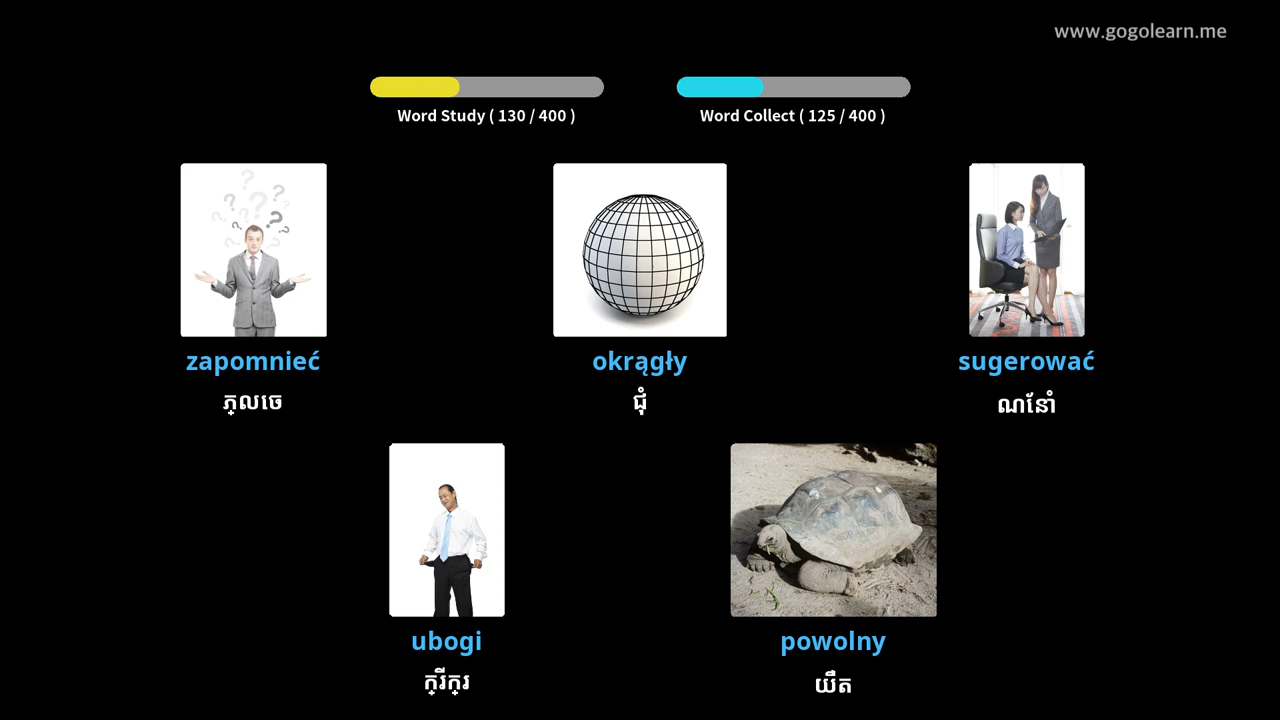 www.gogolearn.me
Word Study ( 130 / 400 )
Word Collect ( 125 / 400 )
zapomnieć
ភ្លេច
okrągły
ជុំ
sugerować
ណែនាំ
ubogi
ក្រីក្រ
powolny
យឺត